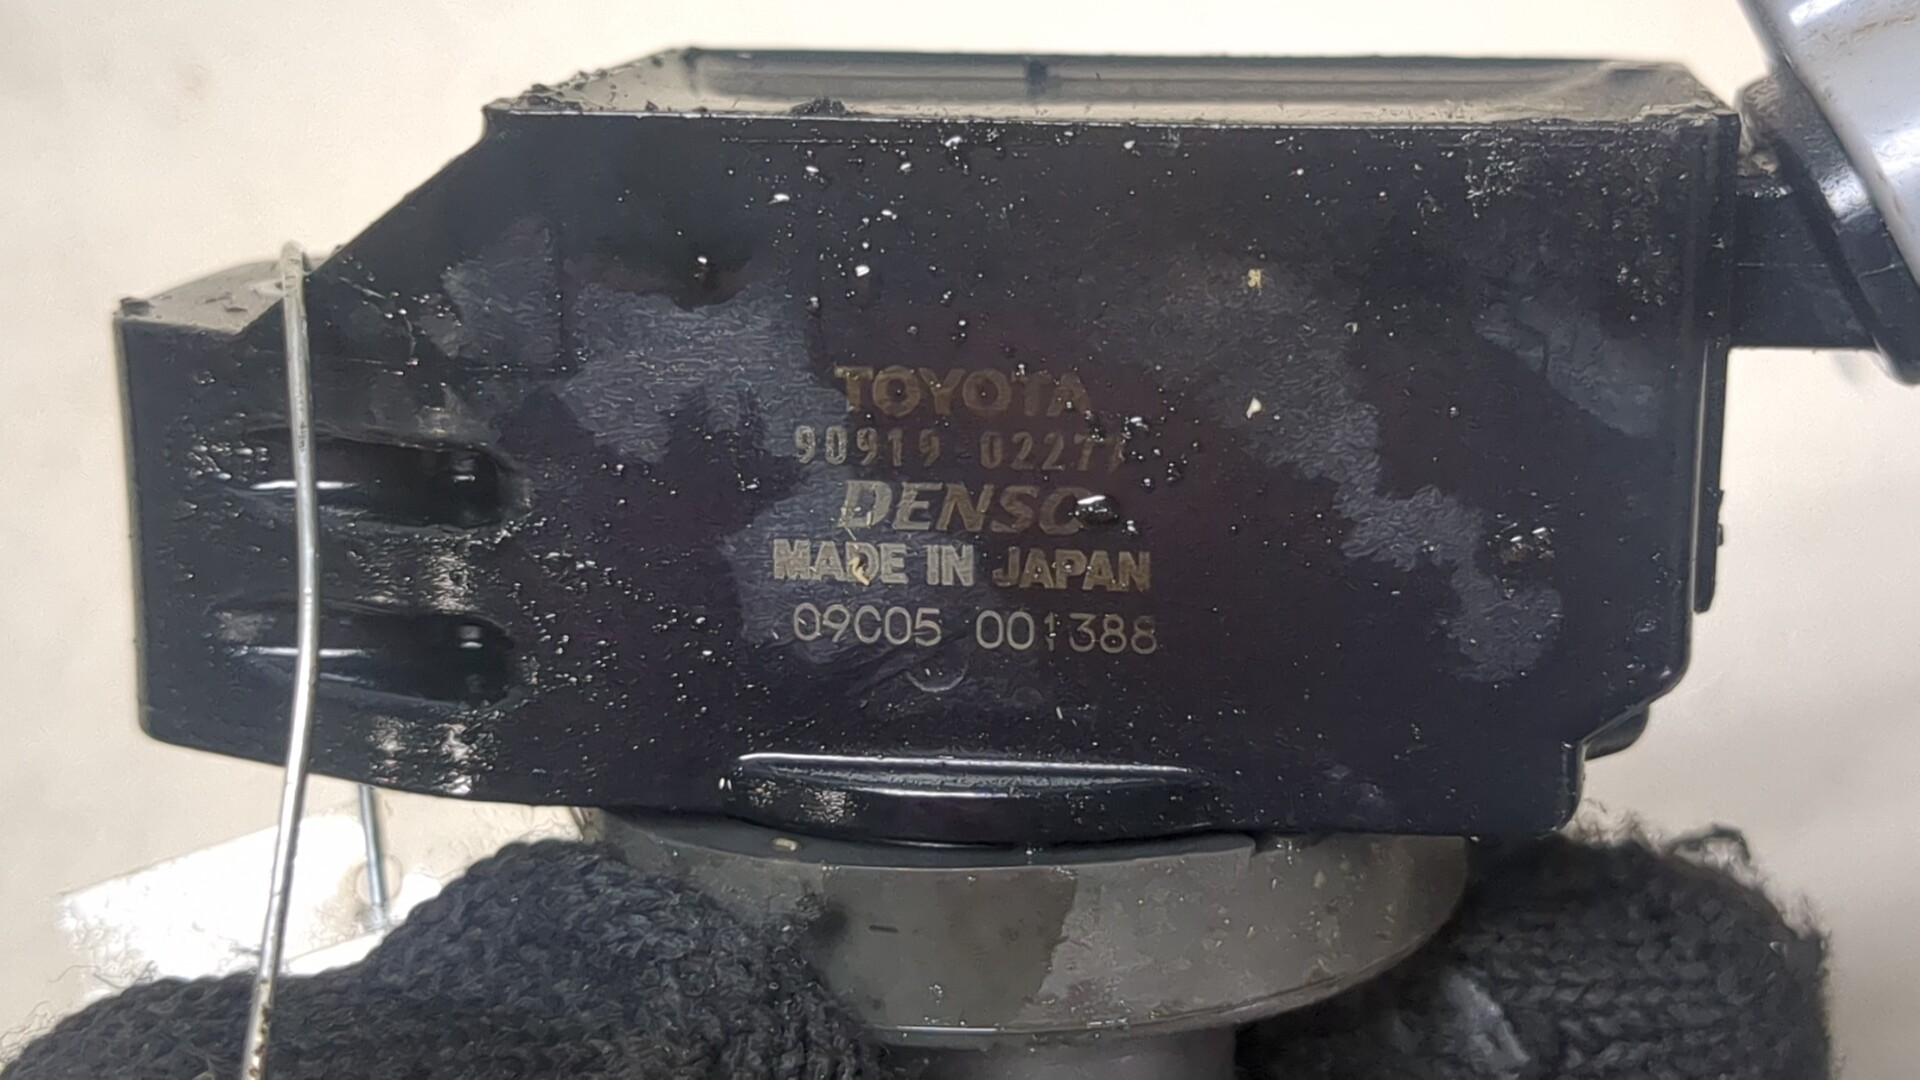 TOYOTA
90919 02277
DENSO
MADE IN JAPAN
09C05 001388